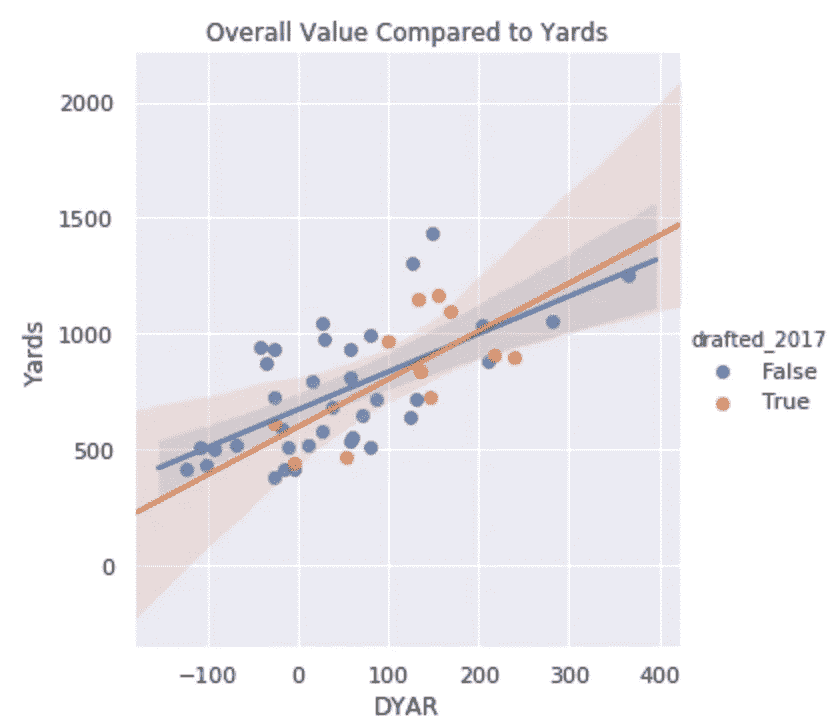 Overall Value Compared to Yards
2000
1500
1000
500
0
Yards
−100 0 100 200 300 400
DYAR
drafted_2017
False
True